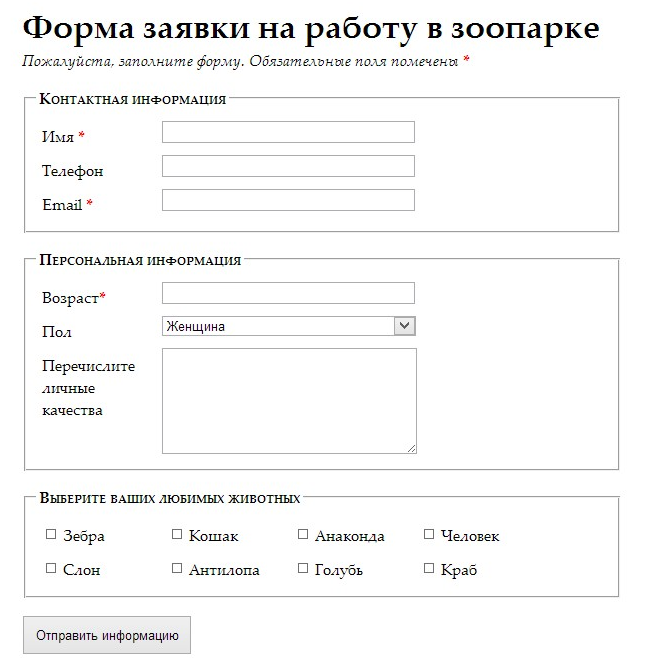 Форма заявки на работу в зоопарке
Пожалуйста, заполните форму. Обязательные поля помечены *
Контактная информация
Имя *
Телефон
Email *
Персональная информация
Возраст*
Пол Женщина
Перечислите
личные
качества
Выберите ваших любимых животных
Зебра Кошак Анаконда Человек
Слон Антилопа Голубь Краб
Отправить информацию